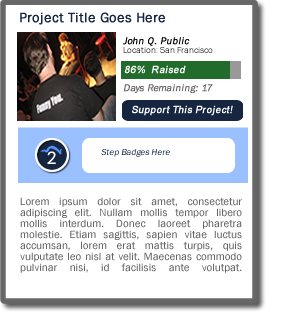 Project Title Goes Here
Funny You.
John Q. Public
Location: San Francisco
86% Raised
Days Remaining: 17
Support This Project!
2
Step Badges Here
Lorem ipsum dolor sit amet, consectetur
adipiscing elit. Nullam mollis tempor libero
mollis interdum. Donec laoreet pharetra
molestie. Etiam sagittis, sapien vitae luctus
accumsan, lorem erat mattis turpis, quis
vulputate leo nisl at velit. Maecenas commodo
pulvinar nisi, id facilisis ante volutpat.